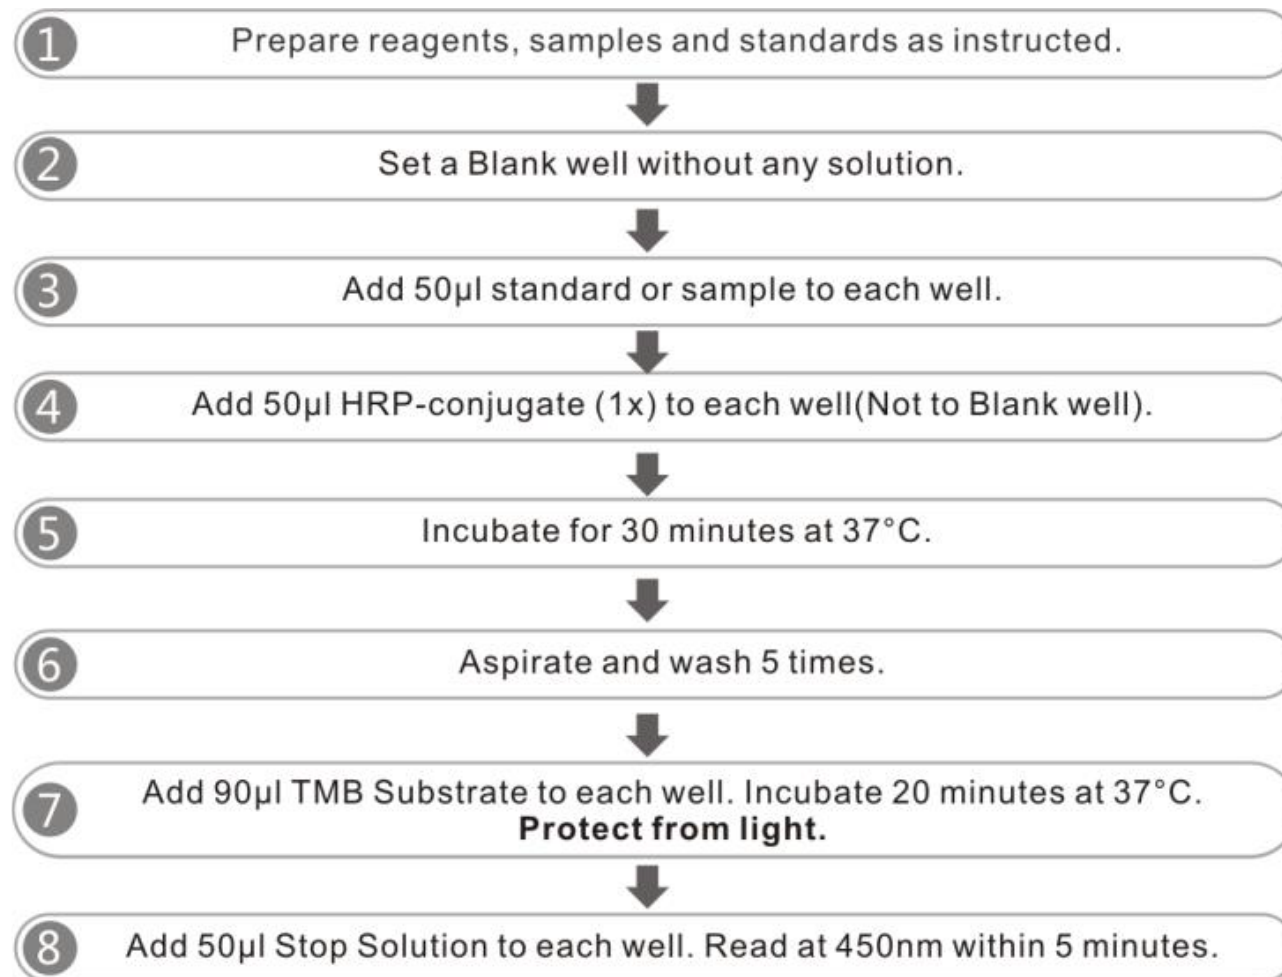 1 Prepare reagents, samples and standards as instructed.
2 Set a Blank well without any solution.
3 Add 50μl standard or sample to each well.
4 Add 50μl HRP-conjugate (1x) to each well(Not to Blank well).
5 Incubate for 30 minutes at 37°C.
6 Aspirate and wash 5 times.
7 Add 90μl TMB Substrate to each well. Incubate 20 minutes at 37°C.
Protect from light.
8 Add 50μl Stop Solution to each well. Read at 450nm within 5 minutes.